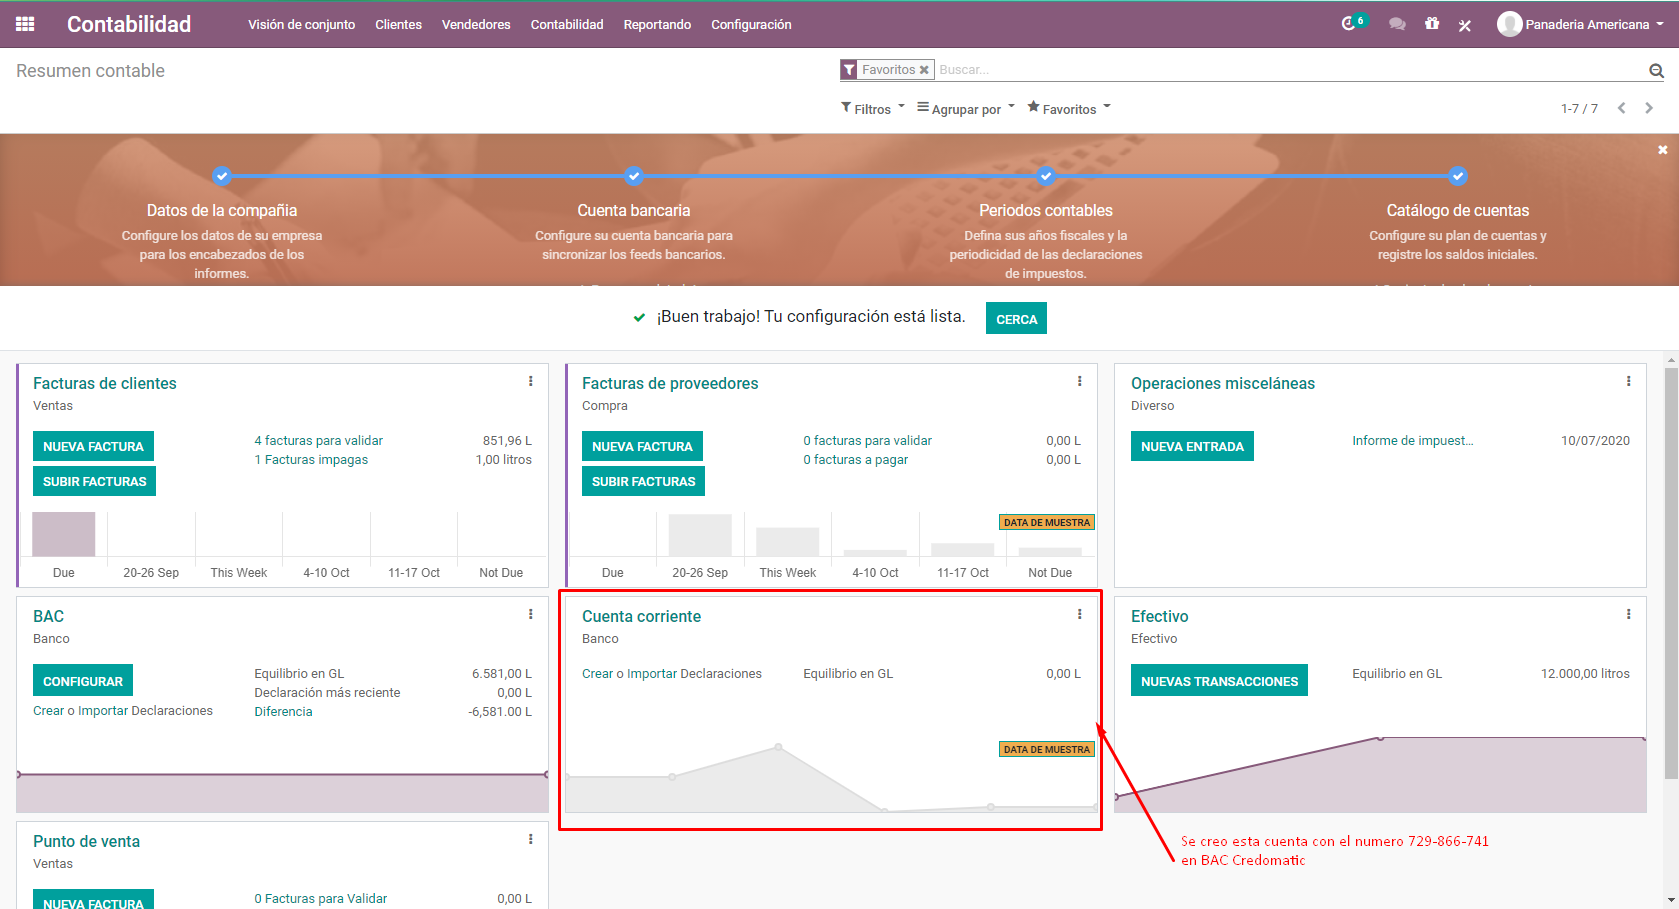 Contabilidad
Visión de conjunto Clientes Vendedores Contabilidad Reportando Configuración
6
Panaderia Americana
Resumen contable
Favoritos Buscar...
Filtros Agrupar por Favoritos
1-7 / 7
Datos de la compañia
Configure los datos de su empresa
para los encabezados de los
informes.
Cuenta bancaria
Configure su cuenta bancaria para
sincronizar los feeds bancarios.
Periodos contables
Defina sus años fiscales y la
periodicidad de las declaraciones
de impuestos.
Catálogo de cuentas
Configure su plan de cuentas y
registre los saldos iniciales.
¡Buen trabajo! Tu configuración está lista. CERCA
Facturas de clientes
Ventas
NUEVA FACTURA
SUBIR FACTURAS
4 facturas para validar 851,96 L
1 Facturas impagas 1,00 litros
Due 20-26 Sep This Week 4-10 Oct 11-17 Oct Not Due
Facturas de proveedores
Compra
NUEVA FACTURA
SUBIR FACTURAS
0 facturas para validar 0,00 L
0 facturas a pagar 0,00 L
DATA DE MUESTRA
Due 20-26 Sep This Week 4-10 Oct 11-17 Oct Not Due
Operaciones misceláneas
Diverso
NUEVA ENTRADA
Informe de impuest... 10/07/2020
BAC
Banco
CONFIGURAR
Crear o Importar Declaraciones
Equilibrio en GL 6.581,00 L
Declaración más reciente 0,00 L
Diferencia -6,581.00 L
Cuenta corriente
Banco
Crear o Importar Declaraciones
Equilibrio en GL 0,00 L
DATA DE MUESTRA
Efectivo
Efectivo
NUEVAS TRANSACCIONES
Equilibrio en GL 12.000,00 litros
Se creo esta cuenta con el numero 729-866-741
en BAC Credomatic
Punto de venta
Ventas
NUEVA FACTURA
0 Facturas para Validar 0,00 L